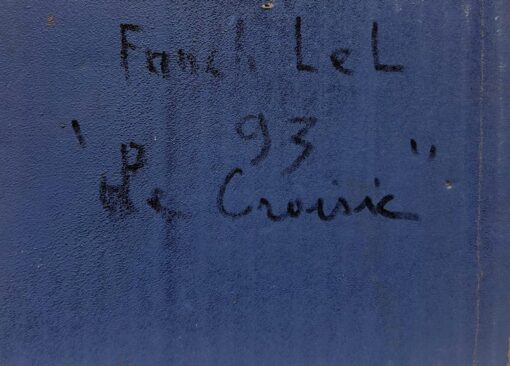 Fanch LeL
93
" Le Croisic "